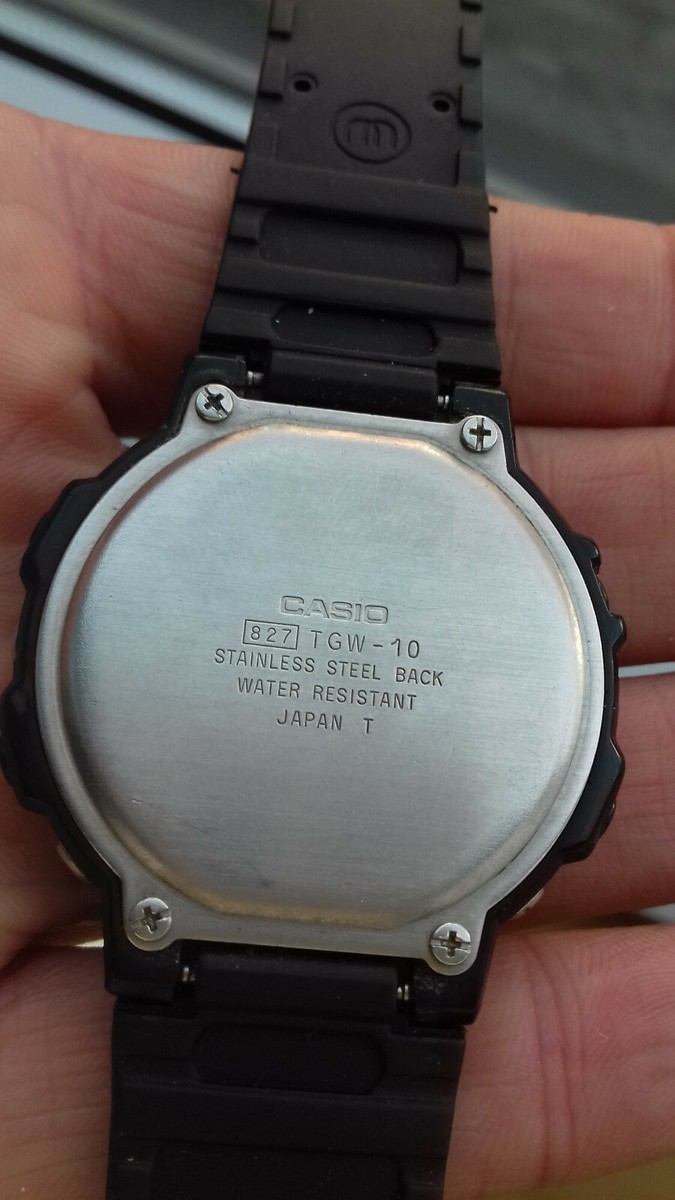 m
CASIO
827 TGW-10
STAINLESS STEEL BACK
WATER RESISTANT
JAPAN T